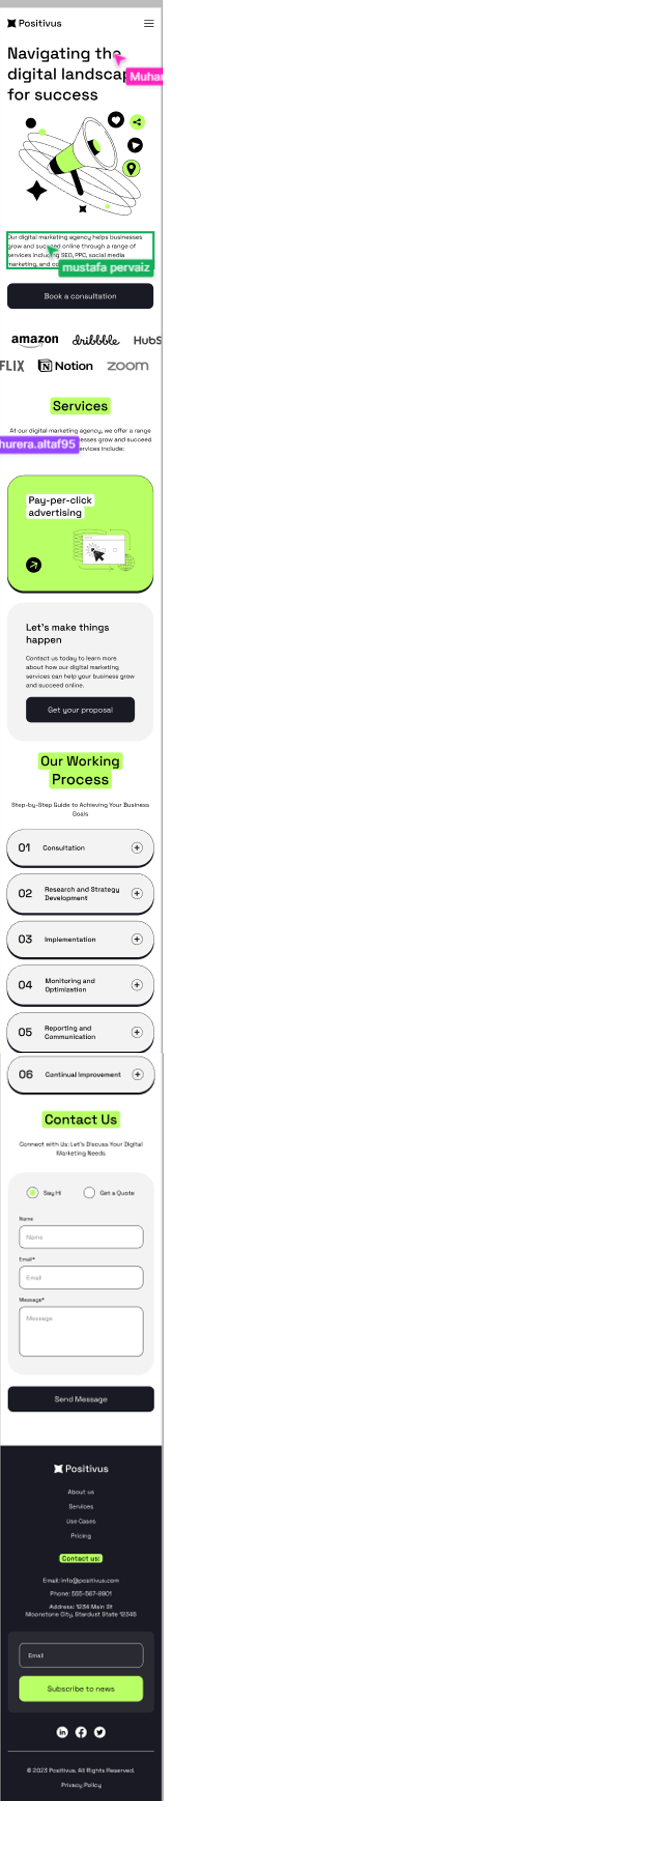 Positivus
Navigating the
digital landscap
Muhar
for success
Our digital marketing agency helps businesses
grow and succeed online through a range of
services including SEO, PPC, social media
marketing, and co
mustafa pervaiz
Book a consultation
amazon
dribbble
HubS
FLIX
Notion
zoom
Services
At our digital marketing agency, we offer a range
hurera.altaf95
esses grow and succeed
ervices include:
Pay-per-click
advertising
Let's make things
happen
Contact us today to learn more
about how our digital marketing
services can help your business grow
and succeed online.
Get your proposal
Our Working
Process
Step-by-Step Guide to Achieving Your Business
Goals
01 Consultation
02 Research and Strategy
Development
03 Implementation
04 Monitoring and
Optimization
05 Reporting and
Communication
06 Continual Improvement
Contact Us
Connect with Us: Let's Discuss Your Digital
Marketing Needs
Say Hi
Get a Quote
Name
Name
Email*
Email
Message*
Message
Send Message
Positivus
About us
Services
Use Cases
Pricing
Contact us:
Email: info@positivus.com
Phone: 555-567-8901
Address: 1234 Main St
Moonstone City, Stardust State 12345
Email
Subscribe to news
© 2023 Positivus. All Rights Reserved.
Privacy Policy